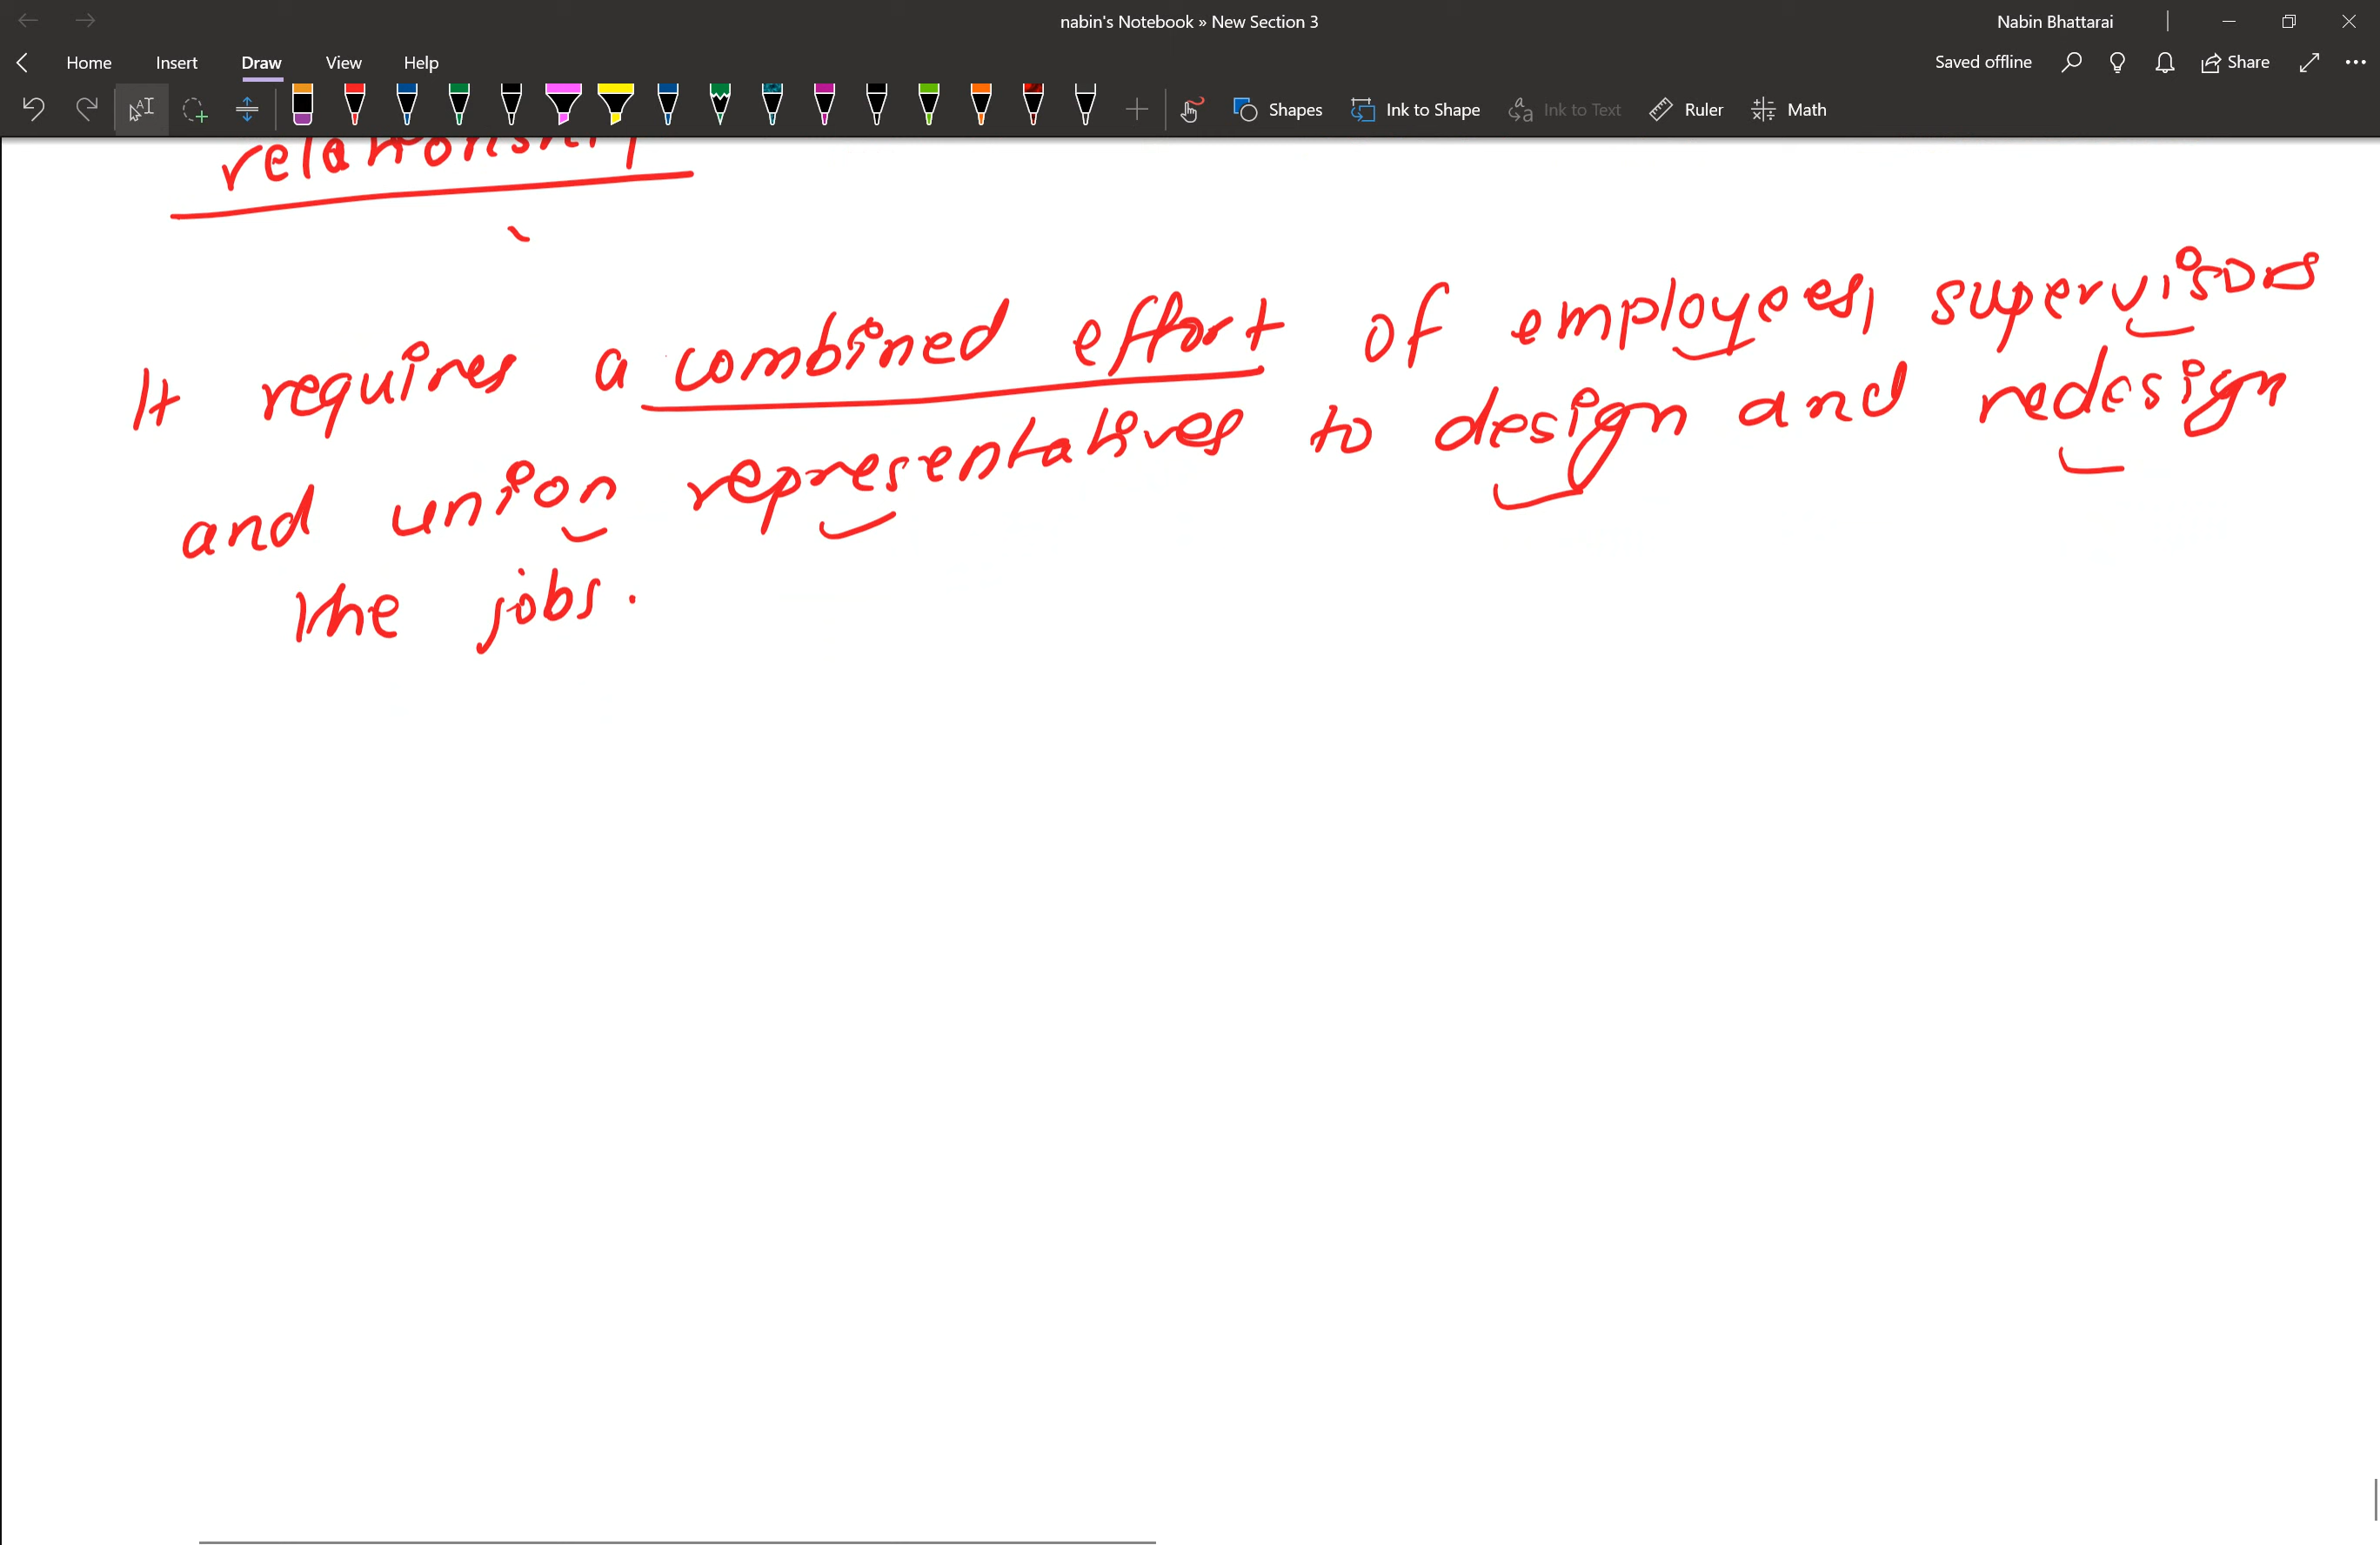 nabin's Notebook » New Section 3
Nabin Bhattarai
Home Insert Draw View Help
Saved offline
Share
Shapes Ink to Shape Ink to Text Ruler Math
relationship
It requires a combined effort of employees, supervisors
and union representatives to design and redesign
the jobs.